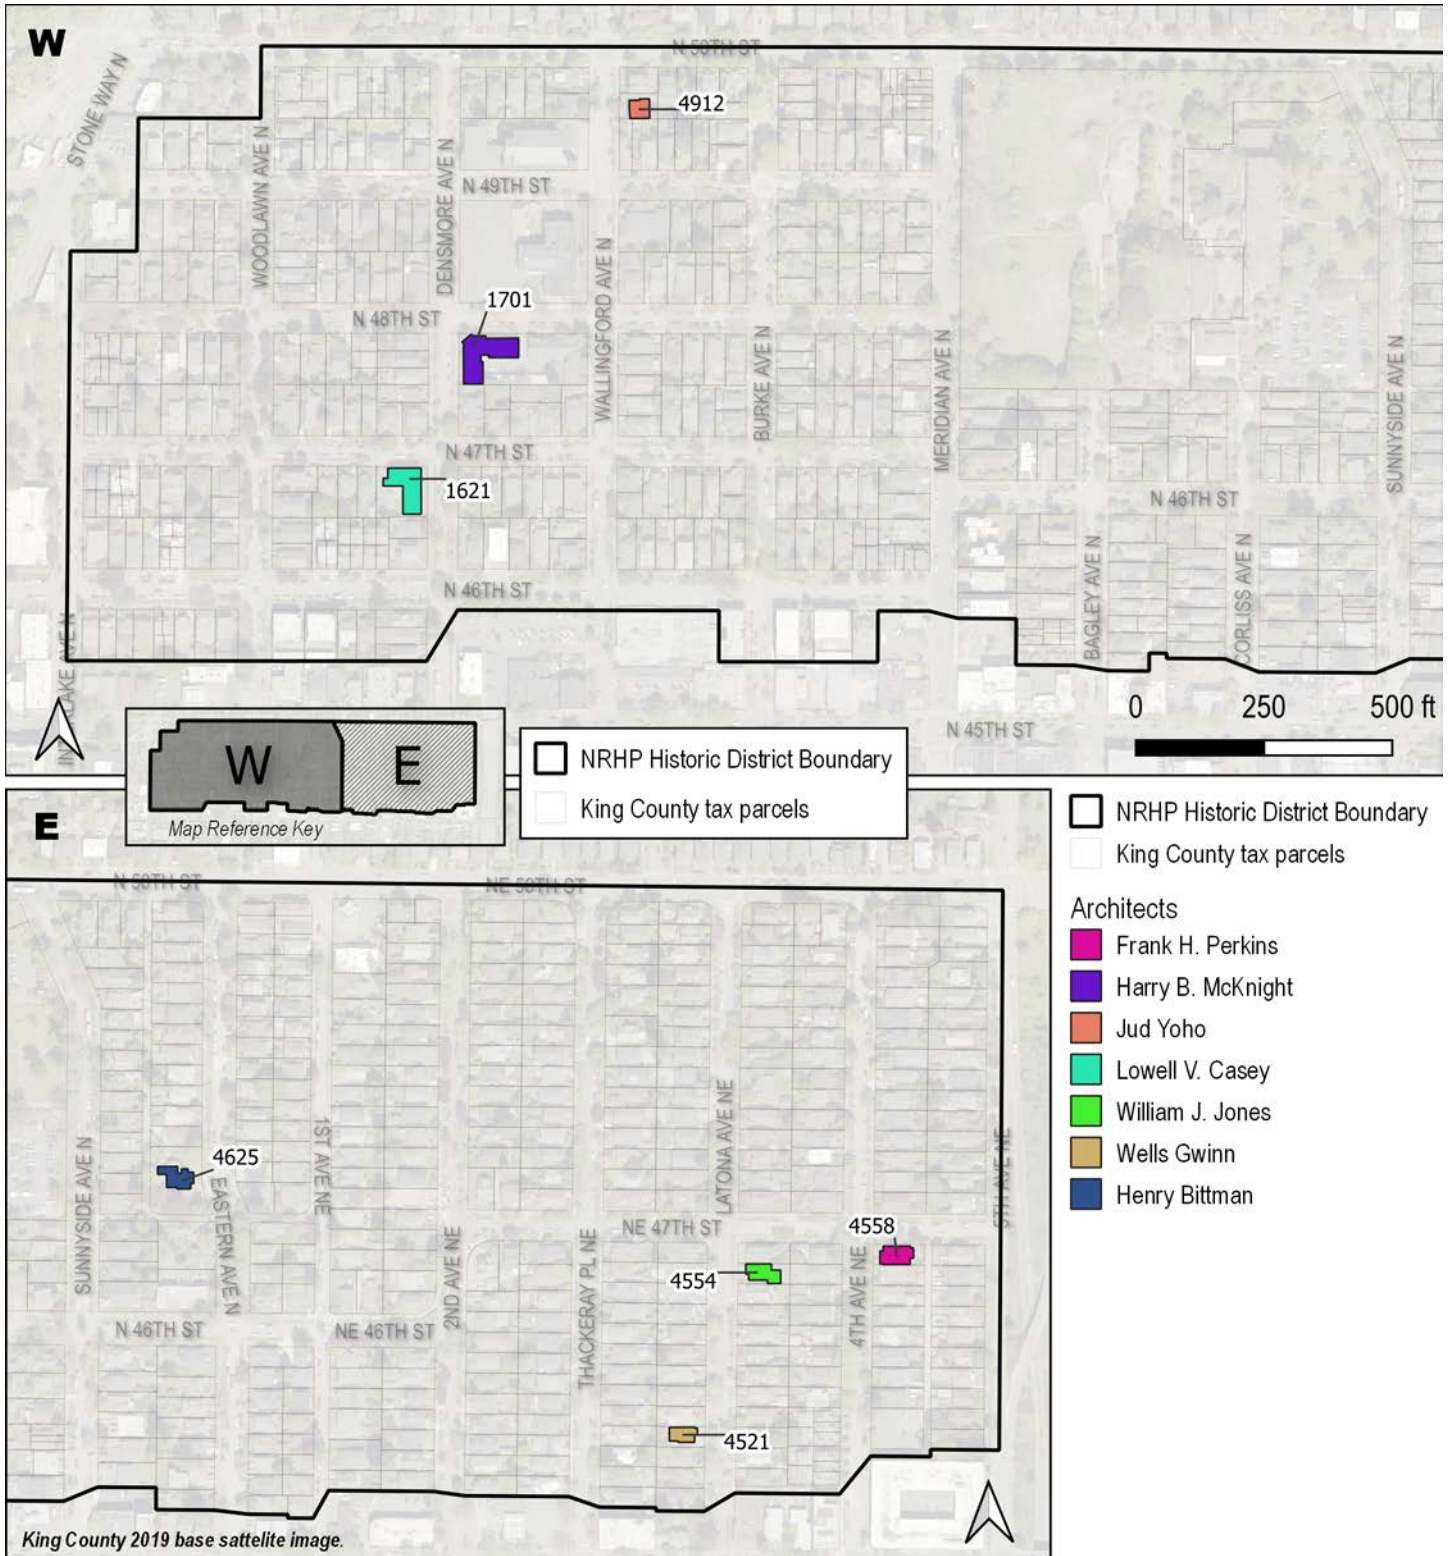 W
N 50TH ST
STONE WAY N
4912
WOODLAWN AVE N
DENSMORE AVE N
N 49TH ST
WALLINGFORD AVE N
1701
N 48TH ST
BURKE AVE N
MERIDIAN AVE N
SUNNYSIDE AVE N
N 47TH ST
1621
N 46TH ST
N 46TH ST
BAGLEY AVE N
CORLISS AVE N
INTERLAKE AVE N
0 250 500 ft
N 45TH ST
W E
Map Reference Key
NRHP Historic District Boundary
King County tax parcels
E
N 50TH ST
NE 50TH ST
NRHP Historic District Boundary
King County tax parcels
Architects
Frank H. Perkins
Harry B. McKnight
Jud Yoho
Lowell V. Casey
William J. Jones
Wells Gwinn
Henry Bittman
SUNNYSIDE AVE N
4625
EASTERN AVE N
1ST AVE NE
2ND AVE NE
THACKERAY PL NE
LATONA AVE NE
NE 47TH ST
4558
4554
4TH AVE NE
5TH AVE NE
N 46TH ST
NE 46TH ST
4521
King County 2019 base sattelite image.